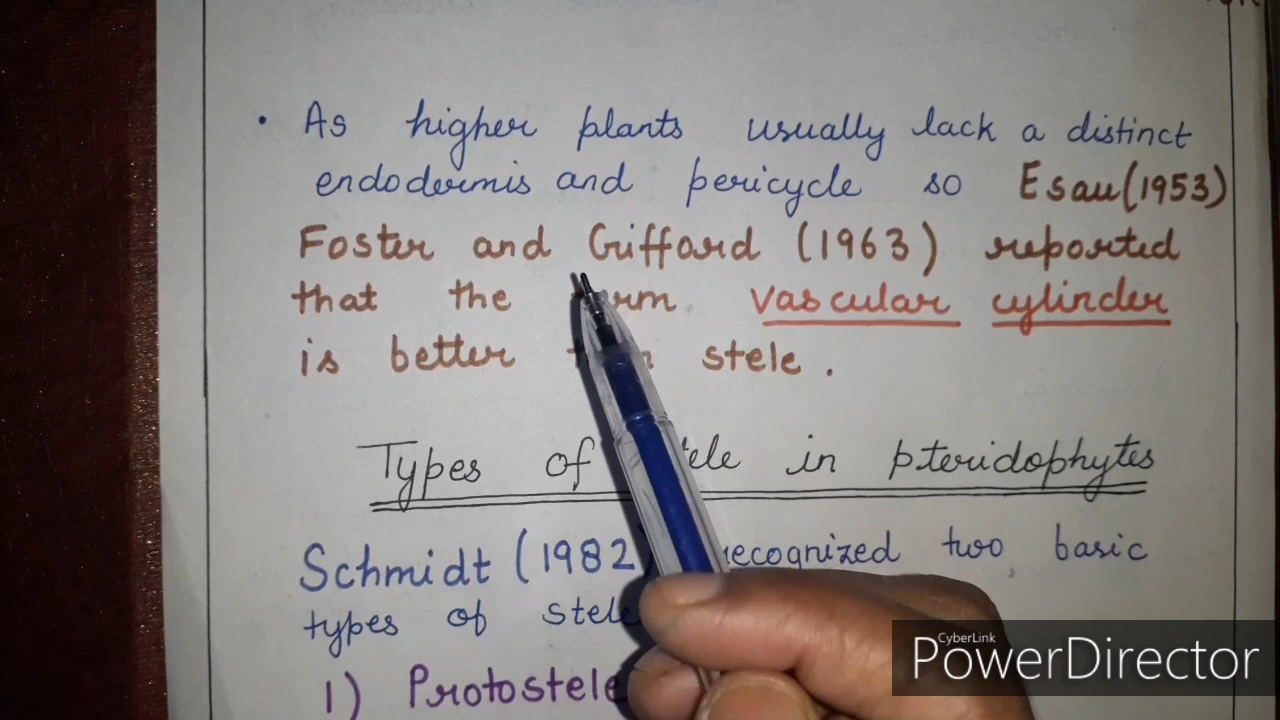 • As higher plants usually lack a distinct
endodermis and pericycle so Esau (1953)
Foster and Gifford (1963) reported
that the vascular cylinder
is better stele.
Types of in pteridophytes
Schmidt (1982) recognized two basic
types of stele
1) Protostele
CyberLink
PowerDirector